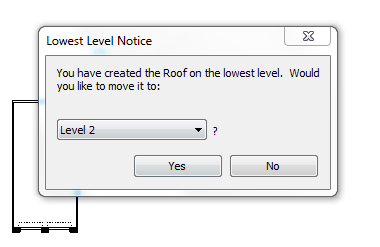 Lowest Level Notice
You have created the Roof on the lowest level.  Would
you like to move it to:
Level 2 ?
Yes No